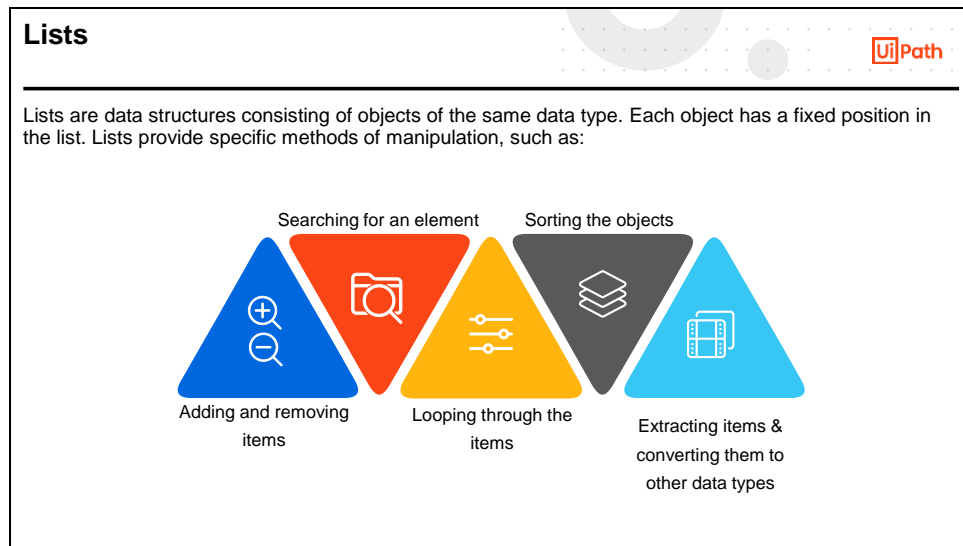 Lists
UiPath
Lists are data structures consisting of objects of the same data type. Each object has a fixed position in
the list. Lists provide specific methods of manipulation, such as:
Searching for an element
Sorting the objects
Adding and removing
items
Looping through the
items
Extracting items &
converting them to
other data types